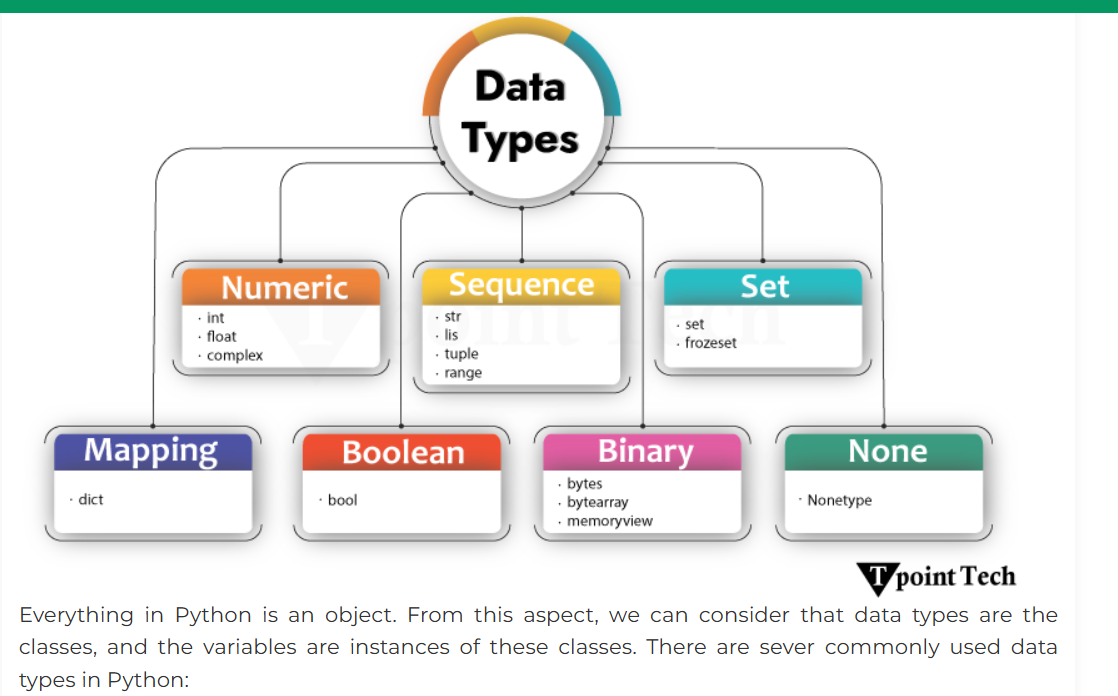 Data
Types
Numeric
· int
· float
· complex
Sequence
· str
· lis
· tuple
· range
Set
· set
· frozeset
Mapping
· dict
Boolean
· bool
Binary
· bytes
· bytearray
· memoryview
None
· Nonetype
Tpoint Tech
Everything in Python is an object. From this aspect, we can consider that data types are the
classes, and the variables are instances of these classes. There are sever commonly used data
types in Python: